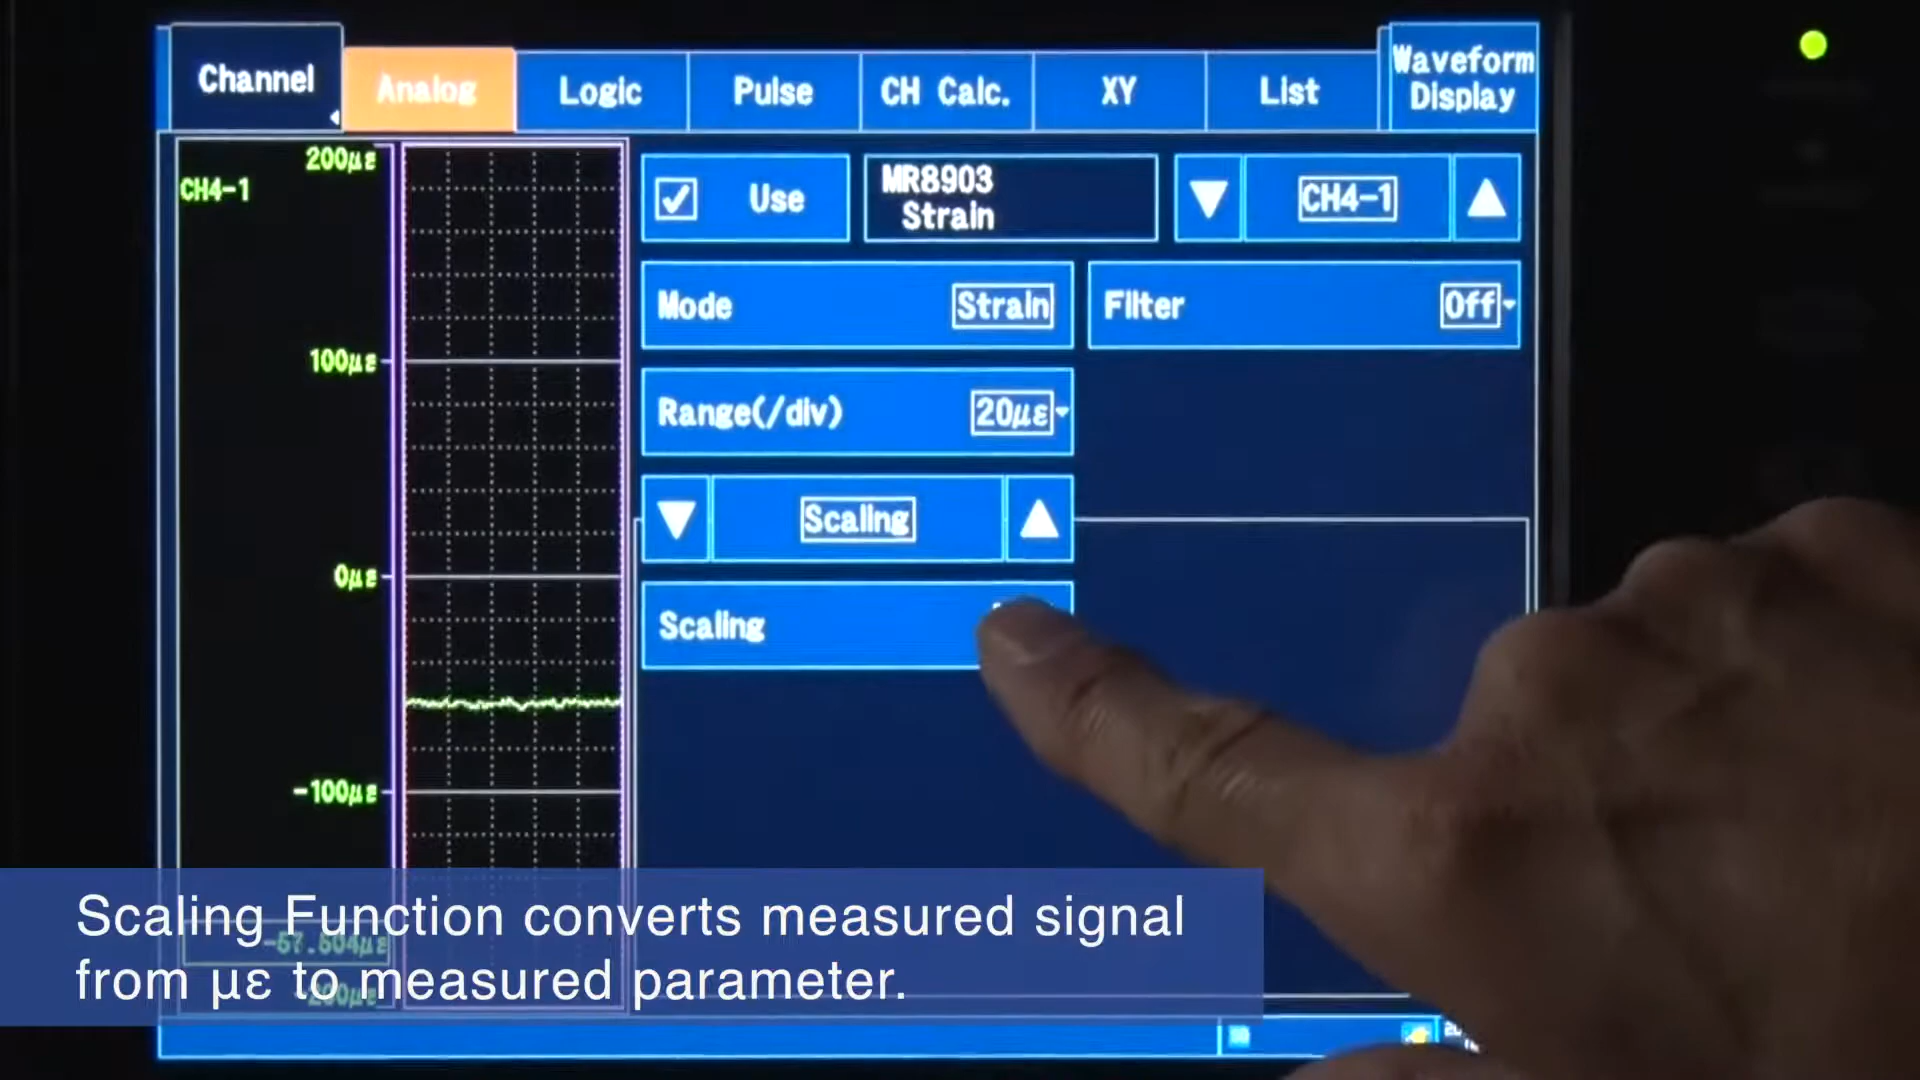 Channel
Analog
Logic
Pulse
CH Calc.
XY
List
Waveform
Display
200με
CH4-1
100με
0με
-100με
-200με
Use
MR8903
Strain
CH4-1
Mode
Strain
Filter
Off
Range(/div)
20με
Scaling
Scaling
Scaling Function converts measured signal
from με to measured parameter.